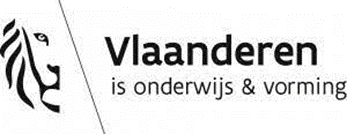 Vlaanderen
is onderwijs & vorming